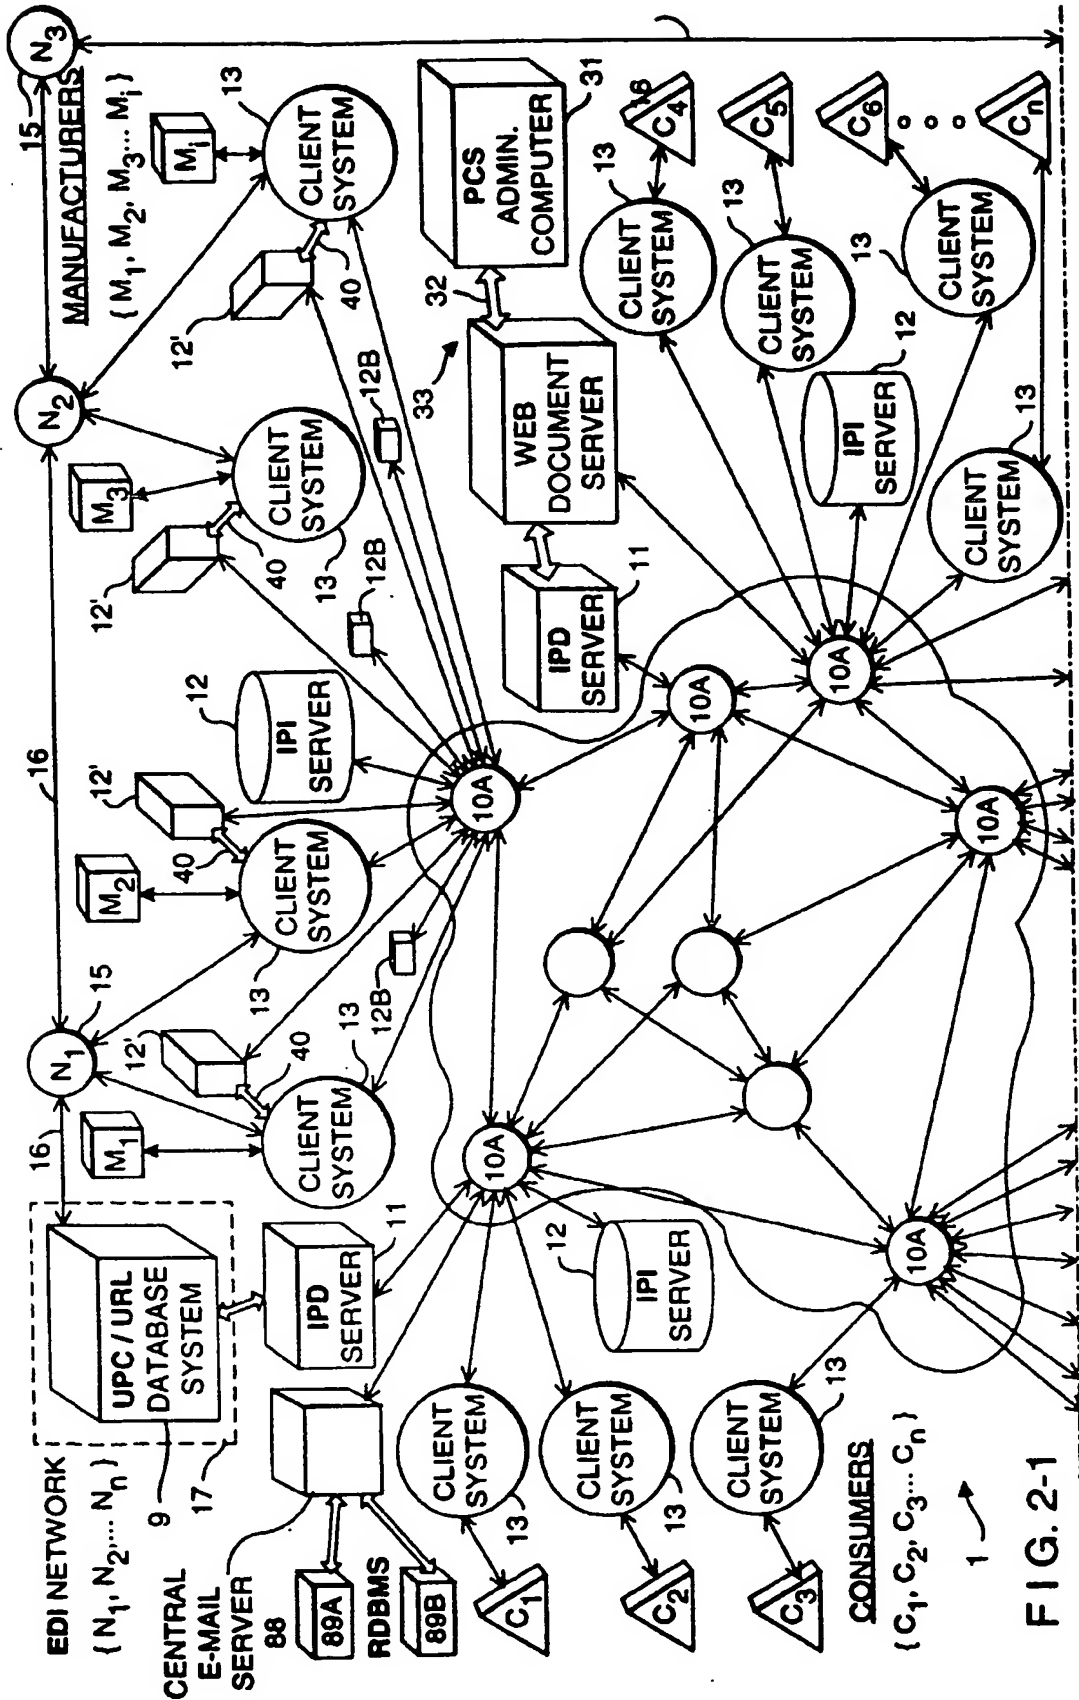 EDI NETWORK
{ N1, N2,... Nn }
9
17
UPC / URL
DATABASE
SYSTEM
16
N1
15
16
N2
15
N3
MANUFACTURERS
{ M1, M2, M3... Mi }
M1
M2
M3
Mi
12'
40
CLIENT
SYSTEM
13
12'
40
CLIENT
SYSTEM
13
12'
40
CLIENT
SYSTEM
13
12'
40
CLIENT
SYSTEM
13
12B
12B
12B
IPI
SERVER
12
CENTRAL
E-MAIL
SERVER
88
89A
RDBMS
89B
IPD
SERVER
11
10A
10A
10A
10A
10A
10A
IPD
SERVER
11
WEB
DOCUMENT
SERVER
33
32
PCS
ADMIN.
COMPUTER
31
C1
CLIENT
SYSTEM
13
C2
CLIENT
SYSTEM
13
C3
CLIENT
SYSTEM
13
IPI
SERVER
12
CLIENT
SYSTEM
13
C4
16
CLIENT
SYSTEM
13
C5
CLIENT
SYSTEM
13
C6
IPI
SERVER
12
CLIENT
SYSTEM
13
Cn
CONSUMERS
{ C1, C2, C3... Cn }
1
FIG. 2-1